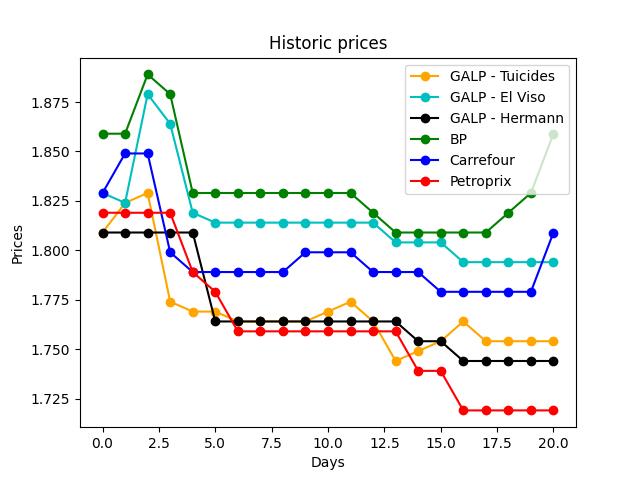 Historic prices
GALP - Tuicides
GALP - El Viso
GALP - Hermann
BP
Carrefour
Petroprix
Prices
1.875
1.850
1.825
1.800
1.775
1.750
1.725
0.0 2.5 5.0 7.5 10.0 12.5 15.0 17.5 20.0
Days